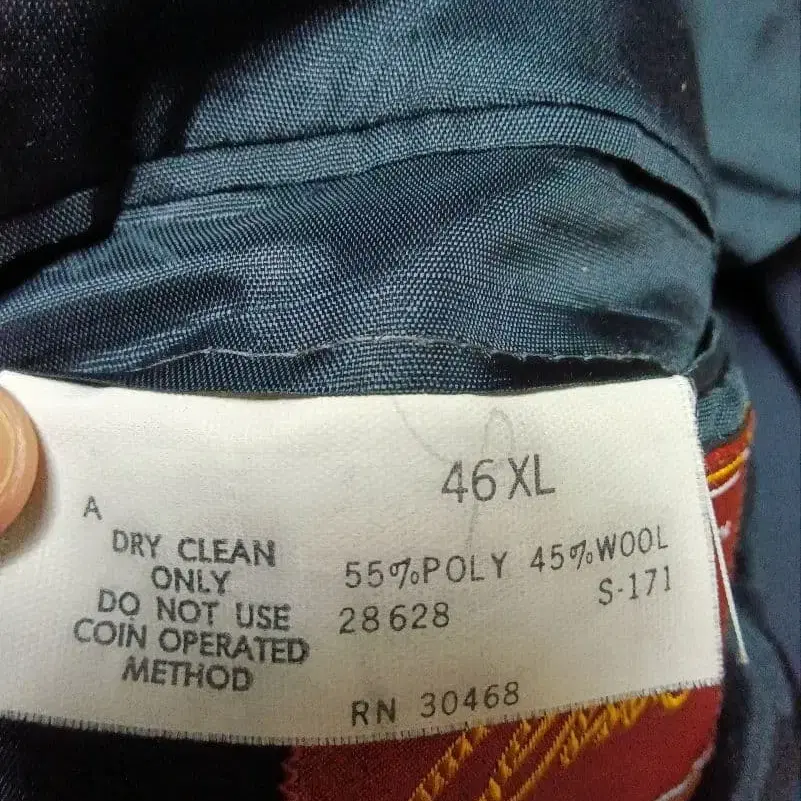 46 XL
A
DRY CLEAN
ONLY
DO NOT USE
COIN OPERATED
METHOD
55% POLY 45% WOOL
28628 S-171
RN 30468